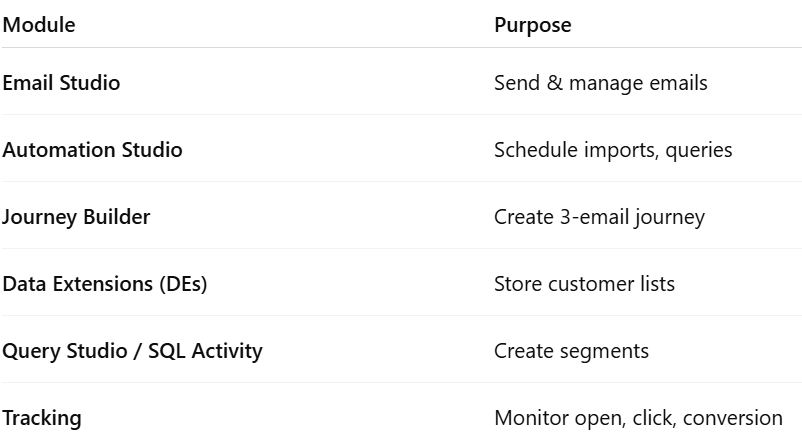 Module Purpose
Email Studio Send & manage emails
Automation Studio Schedule imports, queries
Journey Builder Create 3-email journey
Data Extensions (DEs) Store customer lists
Query Studio / SQL Activity Create segments
Tracking Monitor open, click, conversion